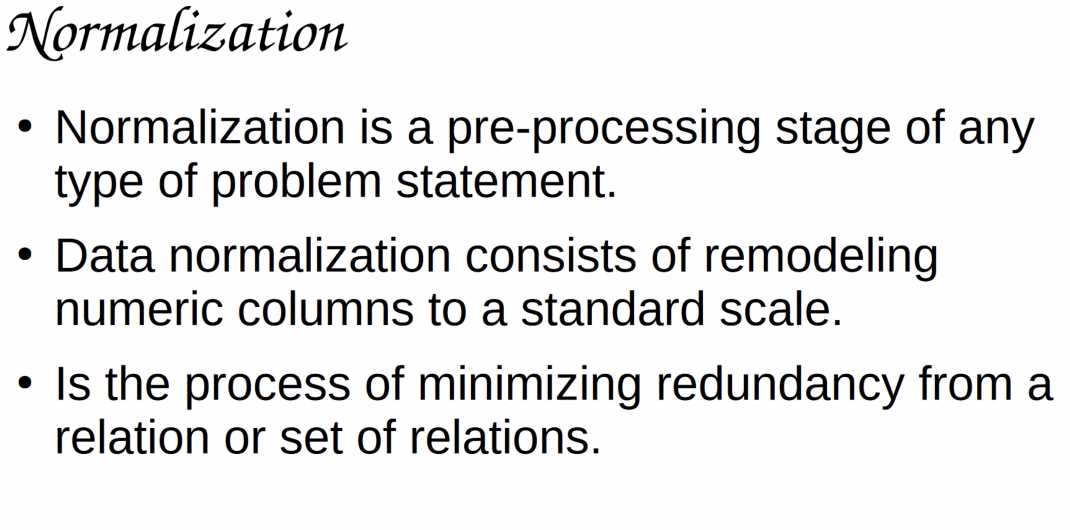 Normalization
• Normalization is a pre-processing stage of any
type of problem statement.
• Data normalization consists of remodeling
numeric columns to a standard scale.
• Is the process of minimizing redundancy from a
relation or set of relations.